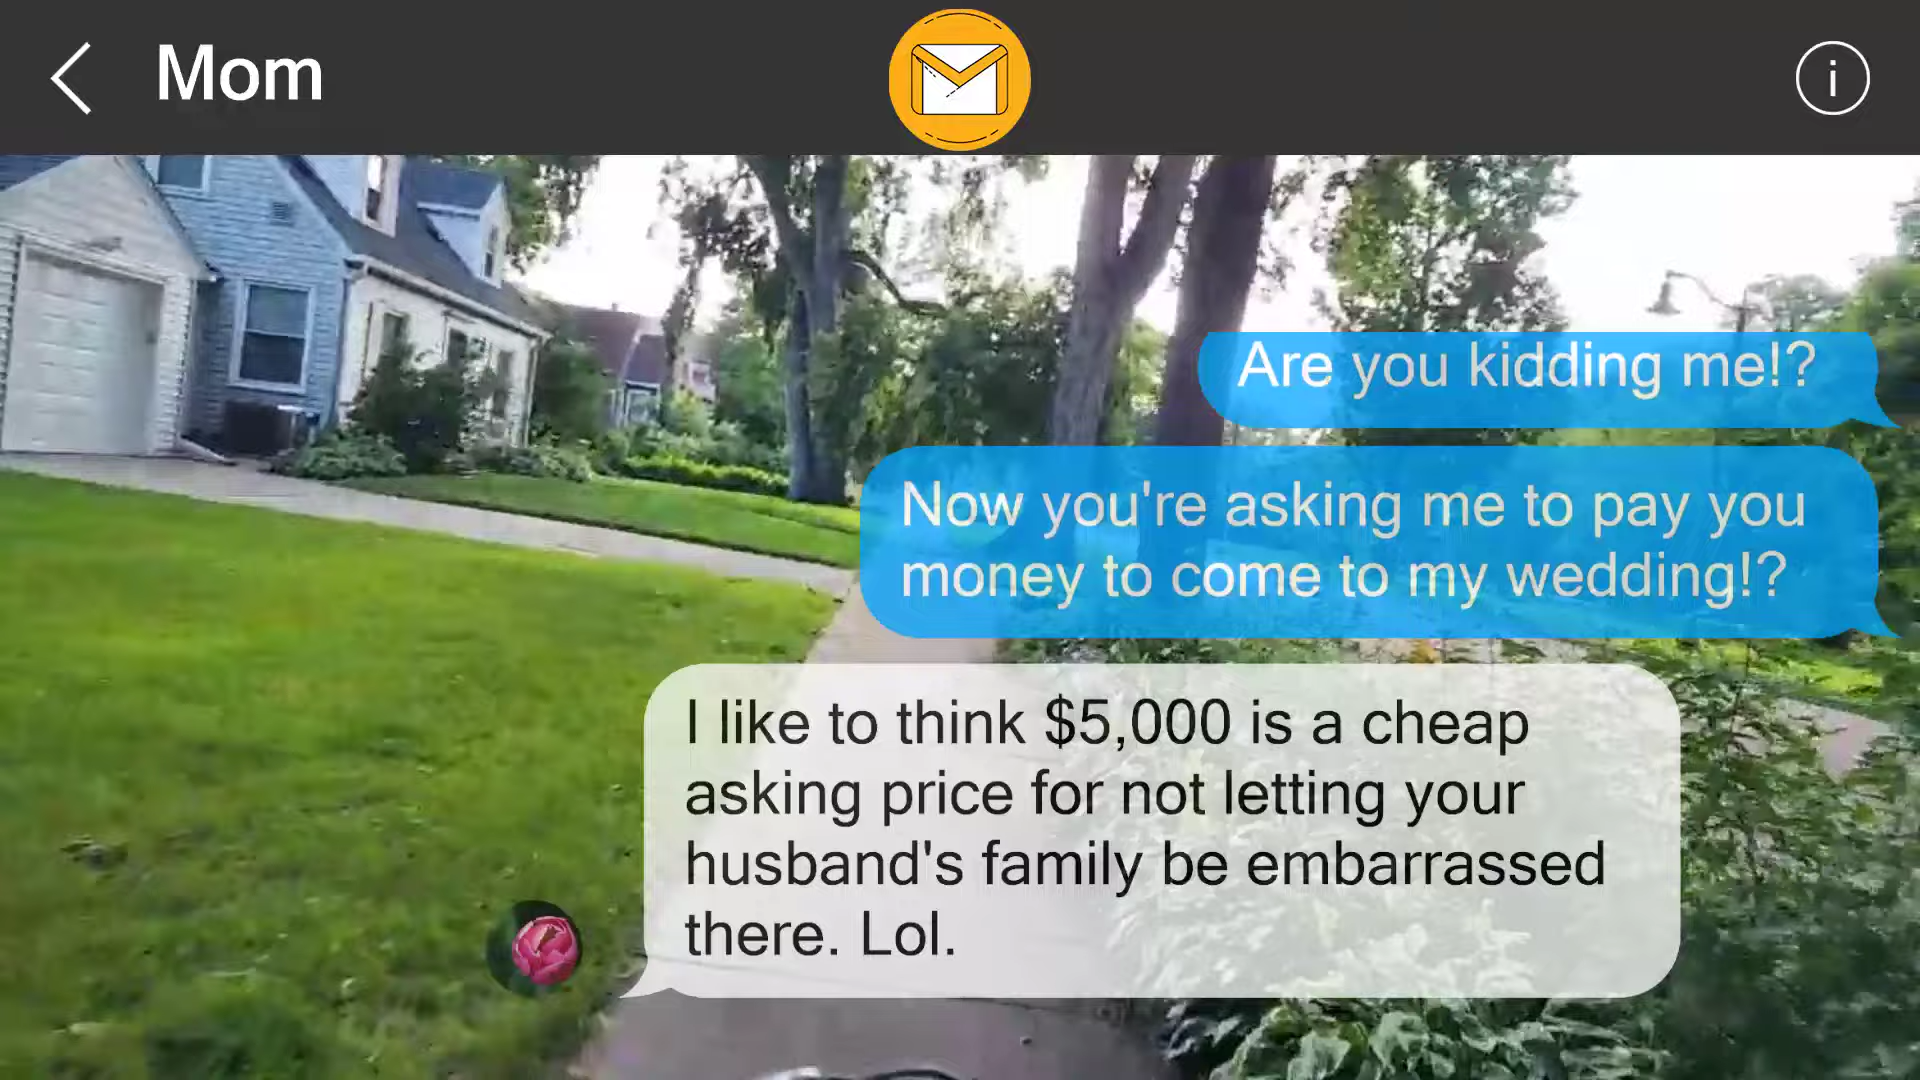 Mom
i
Are you kidding me!?
Now you're asking me to pay you
money to come to my wedding!?
I like to think $5,000 is a cheap
asking price for not letting your
husband's family be embarrassed
there. Lol.